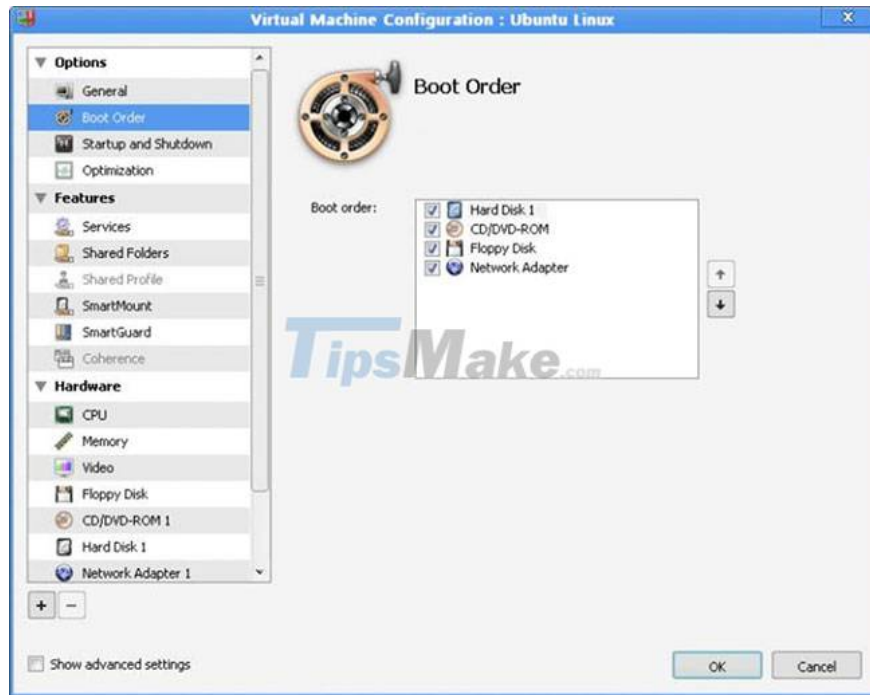 Virtual Machine Configuration : Ubuntu Linux
Options
General
Boot Order
Startup and Shutdown
Optimization
Features
Services
Shared Folders
Shared Profile
SmartMount
SmartGuard
Coherence
Hardware
CPU
Memory
Video
Floppy Disk
CD/DVD-ROM 1
Hard Disk 1
Network Adapter 1
Boot Order
Boot order:
Hard Disk 1
CD/DVD-ROM
Floppy Disk
Network Adapter
TipsMake.com
Show advanced settings
OK
Cancel